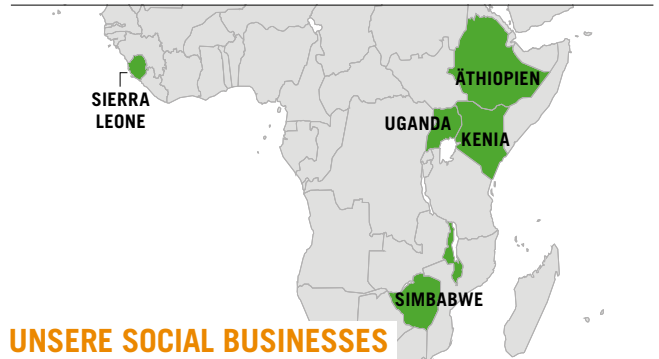 ÄTHIOPIEN
SIERRA
LEONE
UGANDA
KENIA
SIMBABWE
UNSERE SOCIAL BUSINESSES